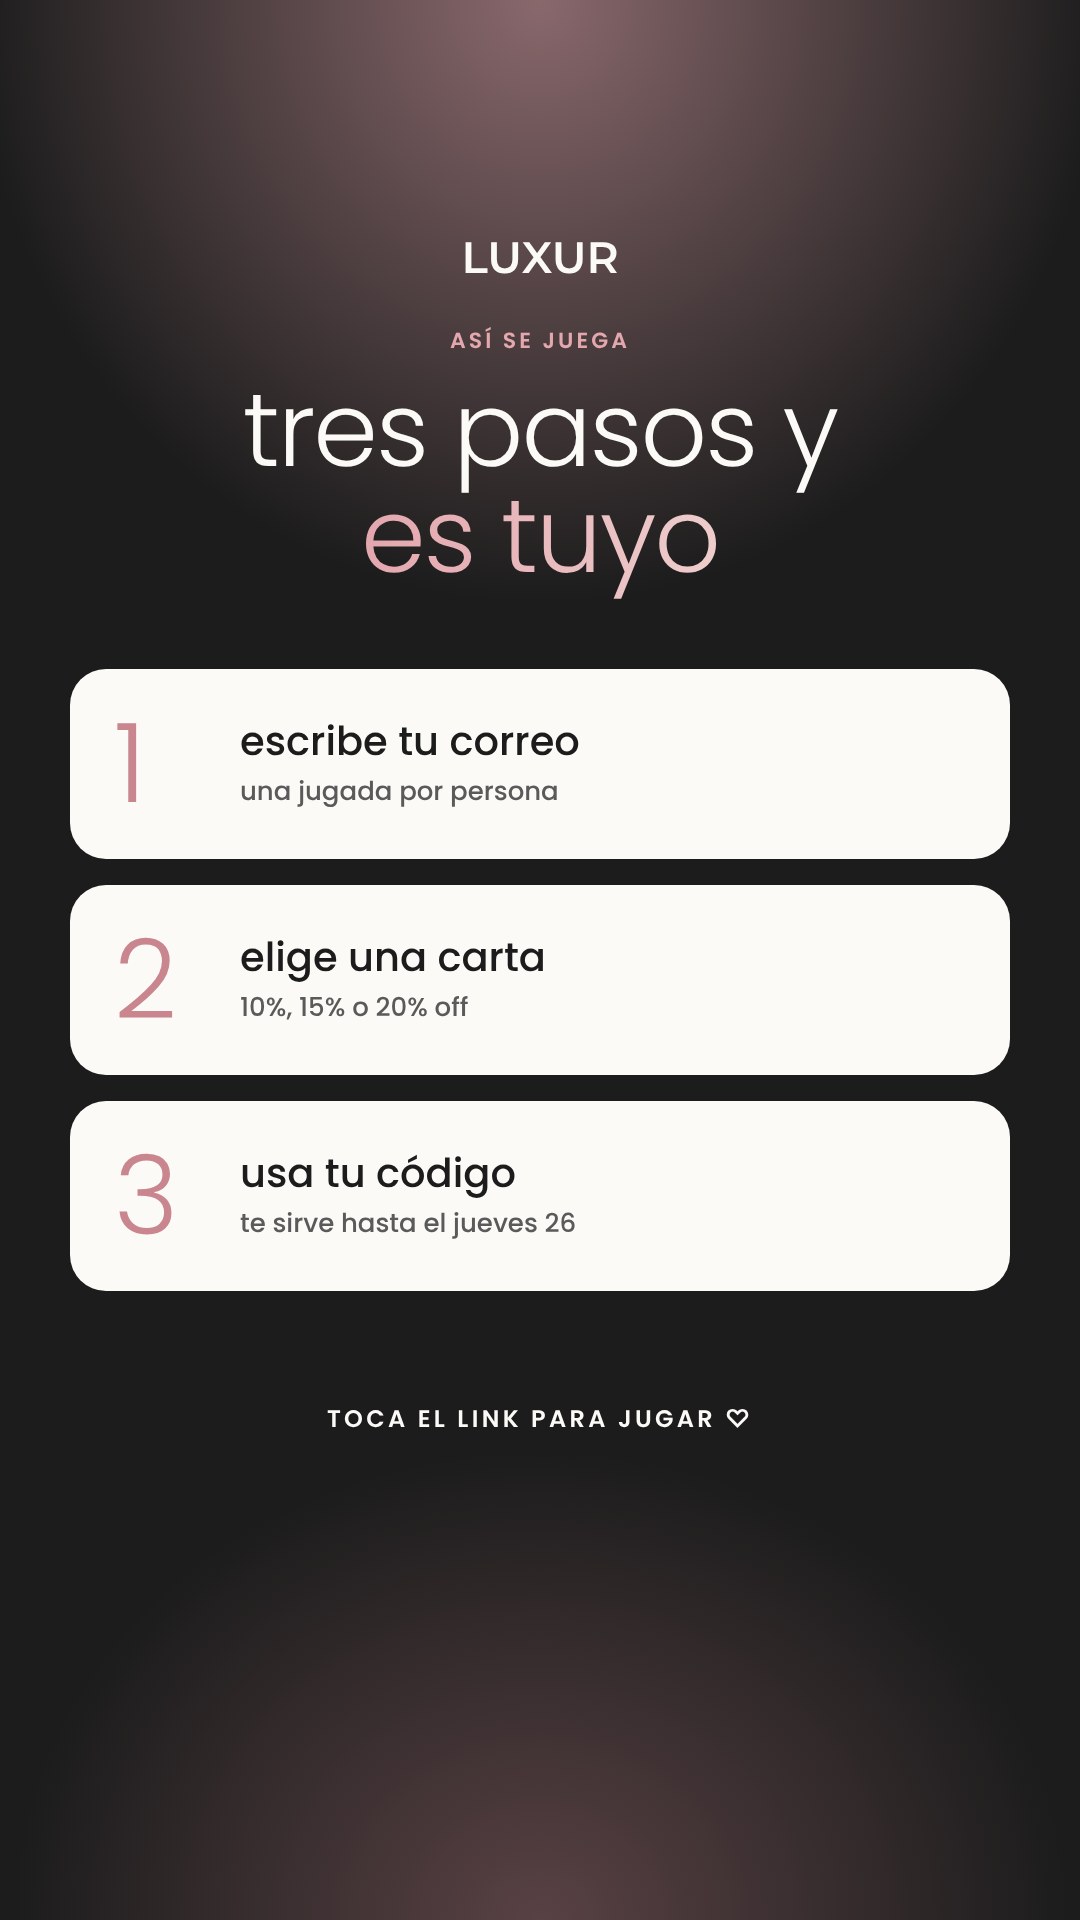 LUXUR
ASÍ SE JUEGA
tres pasos y
es tuyo
1
escribe tu correo
una jugada por persona
2
elige una carta
10%, 15% o 20% off
3
usa tu código
te sirve hasta el jueves 26
TOCA EL LINK PARA JUGAR ♡